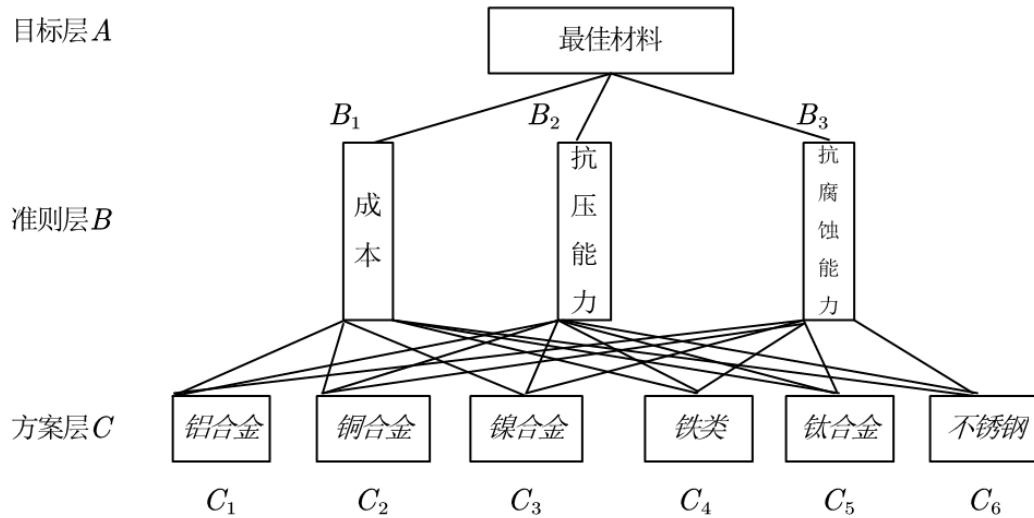 目标层A
最佳材料
B₁
B₂
B₃
准则层B
成本
抗压能力
抗腐蚀能力
方案层C
铝合金
铜合金
镍合金
铁类
钛合金
不锈钢
C₁
C₂
C₃
C₄
C₅
C₆